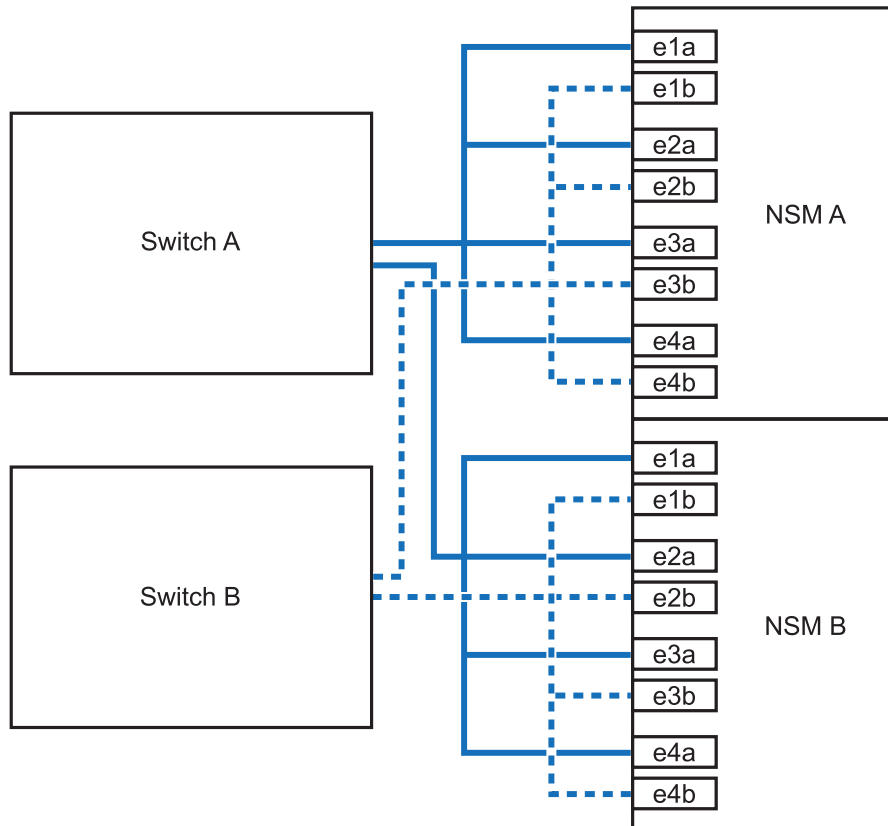 Switch A
Switch B
NSM A
e1a
e1b
e2a
e2b
e3a
e3b
e4a
e4b
NSM B
e1a
e1b
e2a
e2b
e3a
e3b
e4a
e4b